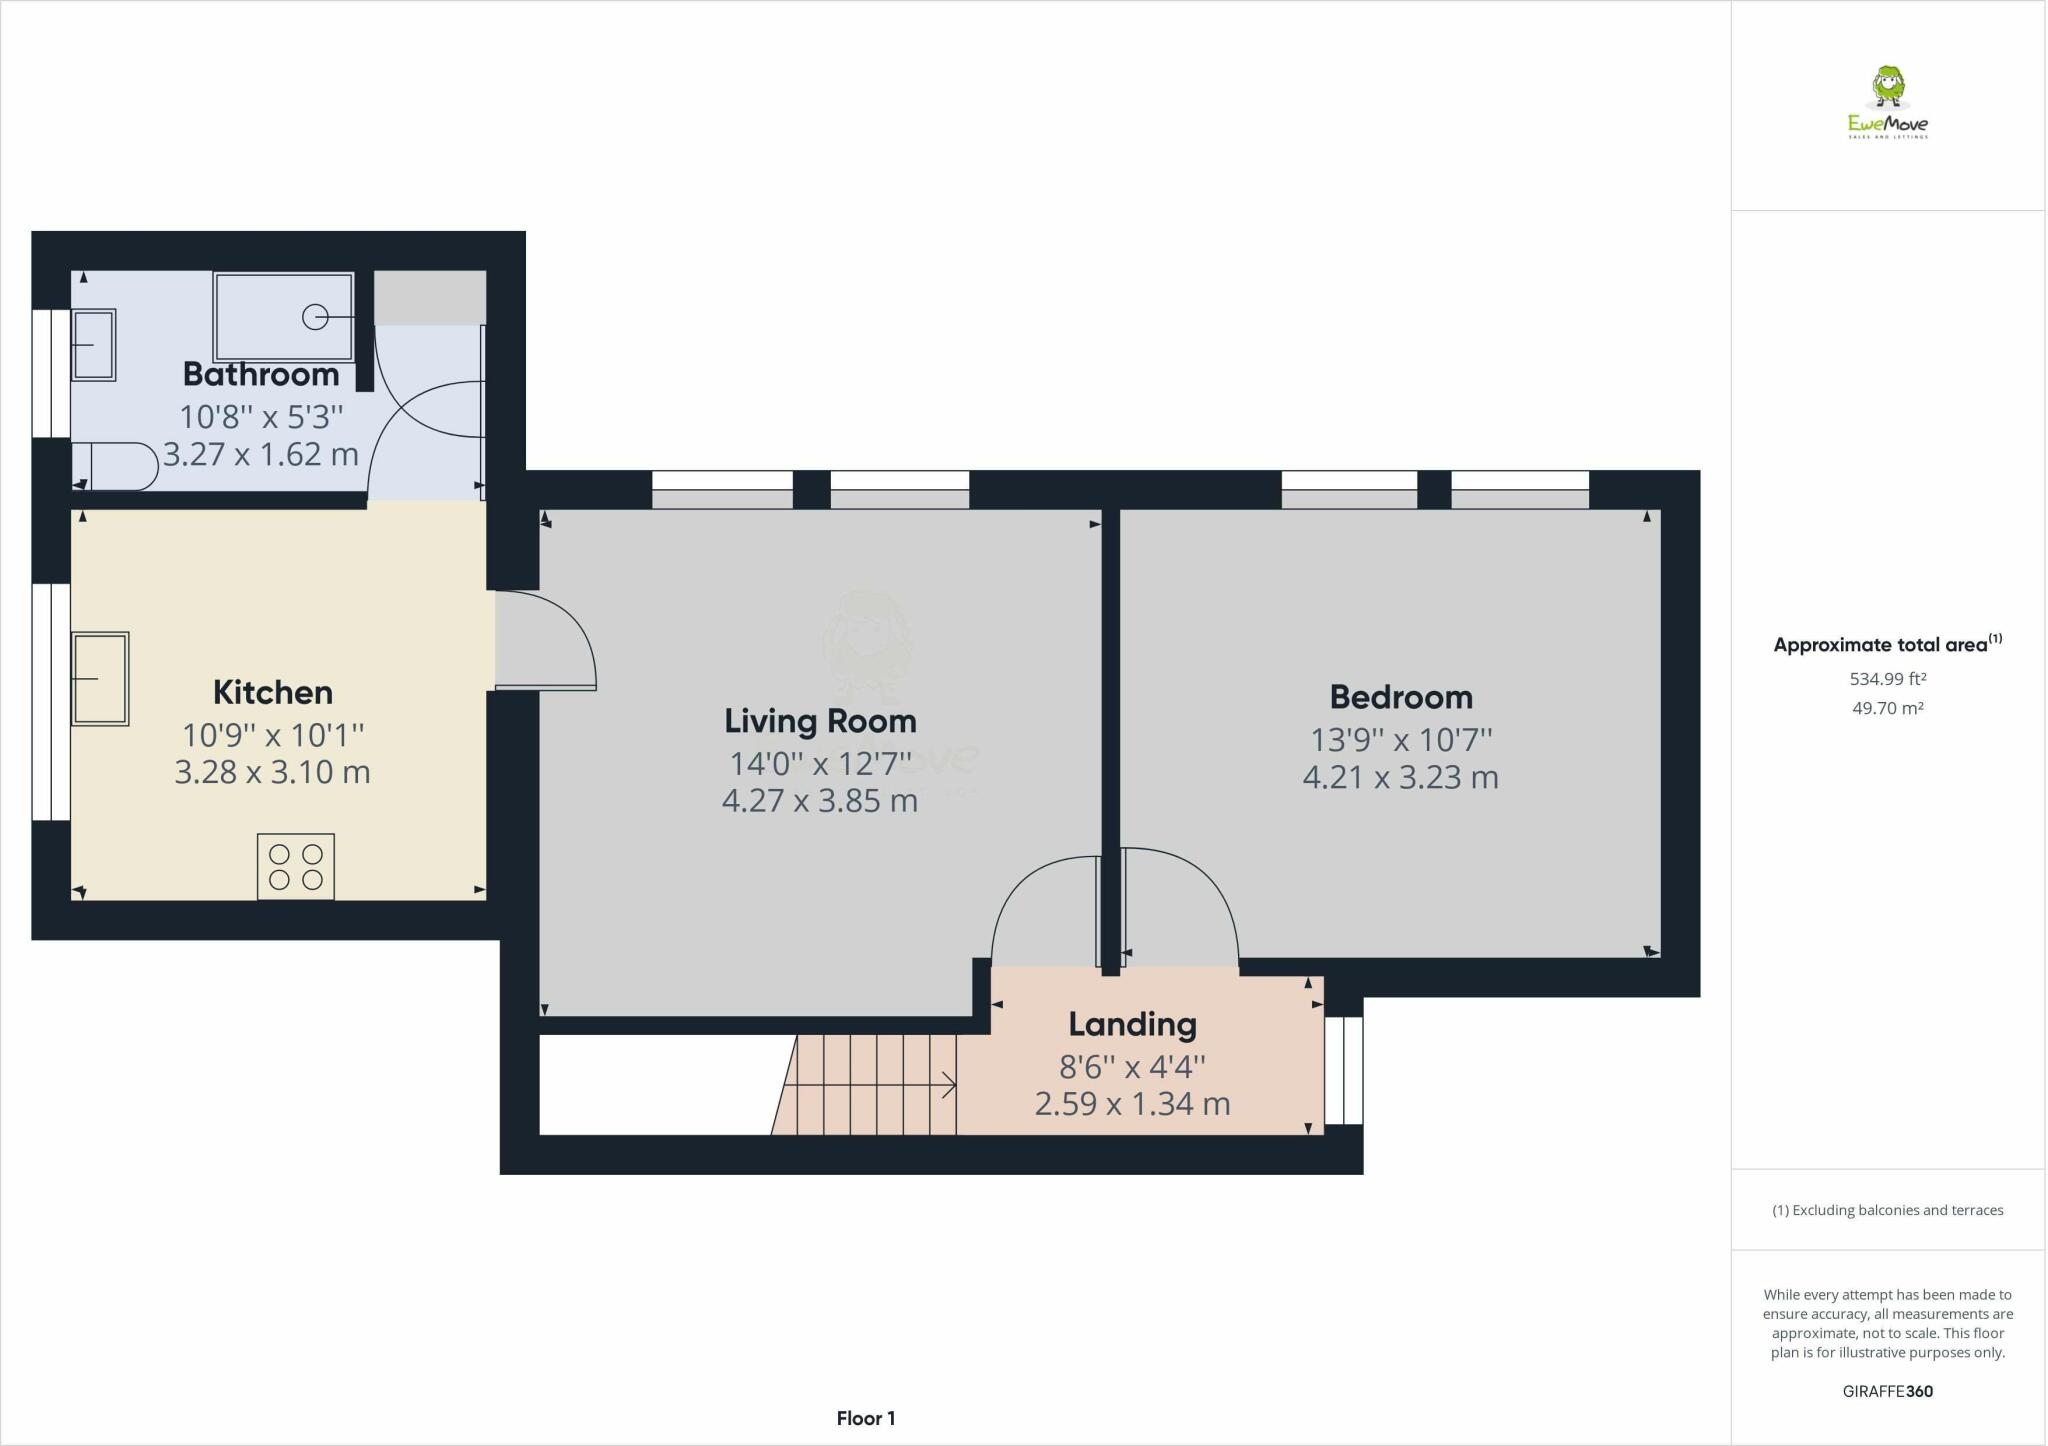 EweMove
SALES AND LETTINGS
Bathroom
10'8'' x 5'3''
3.27 x 1.62 m
Kitchen
10'9'' x 10'1''
3.28 x 3.10 m
Living Room
14'0'' x 12'7''
4.27 x 3.85 m
Bedroom
13'9'' x 10'7''
4.21 x 3.23 m
Landing
8'6'' x 4'4''
2.59 x 1.34 m
Floor 1
Approximate total area(1)
534.99 ft²
49.70 m²
(1) Excluding balconies and terraces
While every attempt has been made to
ensure accuracy, all measurements are
approximate, not to scale. This floor
plan is for illustrative purposes only.
GIRAFFE360